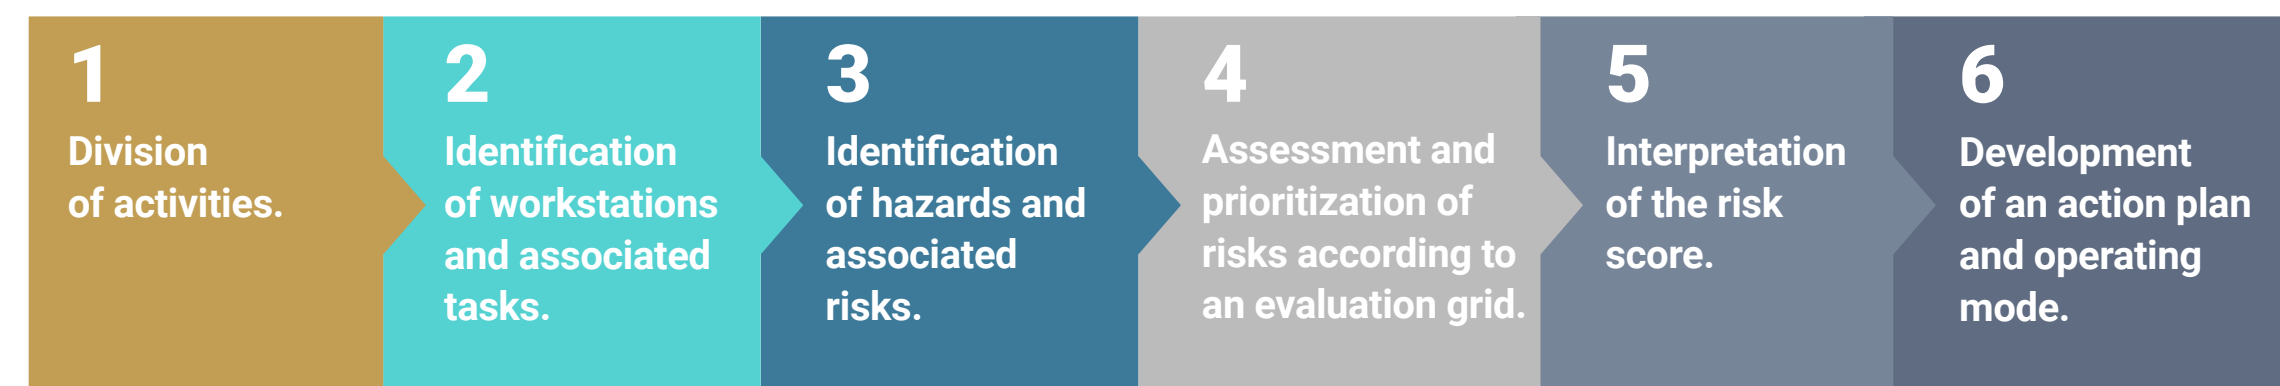 1
Division
of activities.
2
Identification
of workstations
and associated
tasks.
3
Identification
of hazards and
associated
risks.
4
Assessment and
prioritization of
risks according to
an evaluation grid.
5
Interpretation
of the risk
score.
6
Development
of an action plan
and operating
mode.